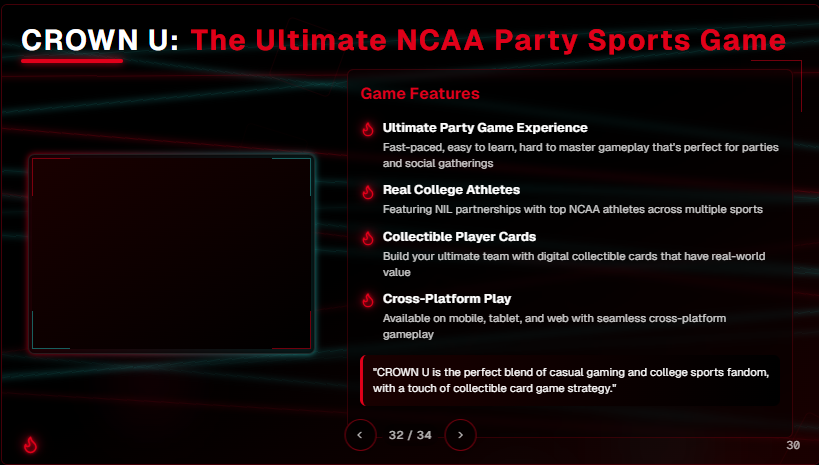 CROWN U: The Ultimate NCAA Party Sports Game
Game Features
Ultimate Party Game Experience
Fast-paced, easy to learn, hard to master gameplay that's perfect for parties
and social gatherings
Real College Athletes
Featuring NIL partnerships with top NCAA athletes across multiple sports
Collectible Player Cards
Build your ultimate team with digital collectible cards that have real-world
value
Cross-Platform Play
Available on mobile, tablet, and web with seamless cross-platform
gameplay
"CROWN U is the perfect blend of casual gaming and college sports fandom,
with a touch of collectible card game strategy."
32 / 34
30